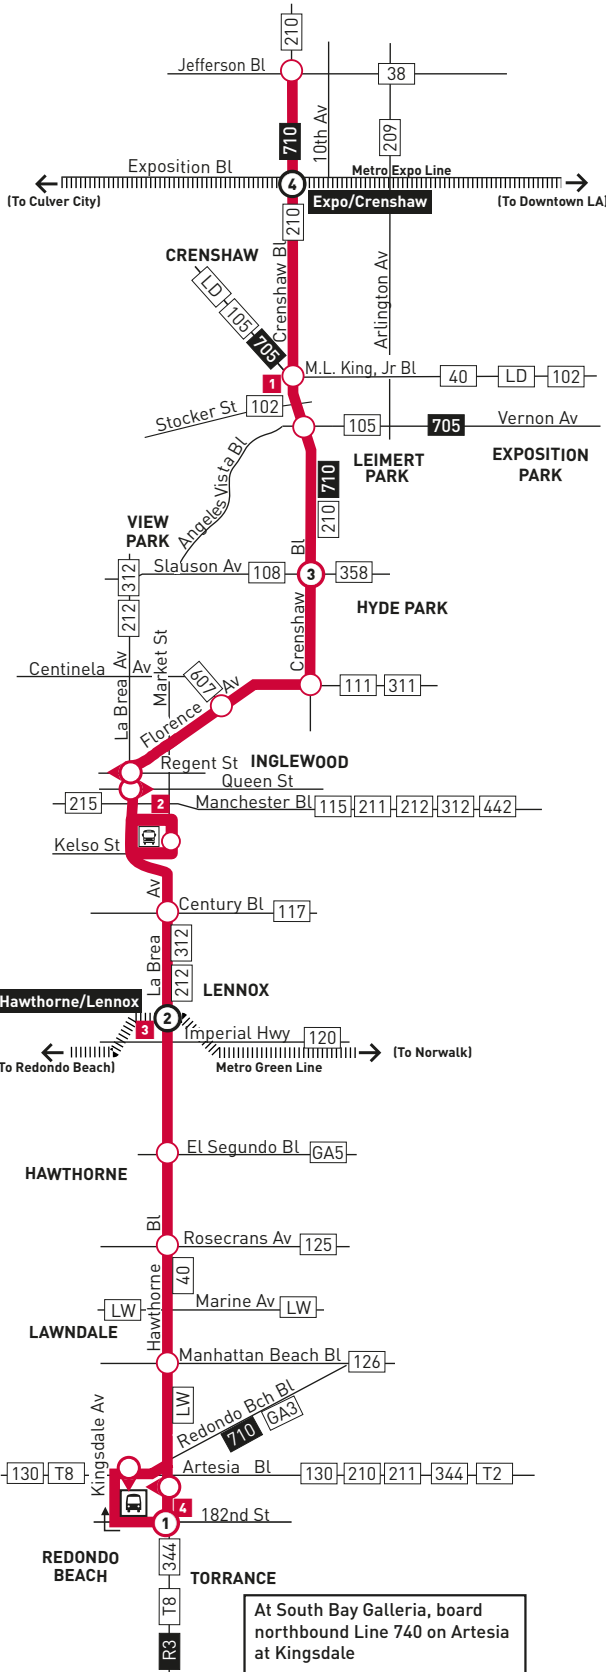 210
Jefferson Bl
38
710
10th Av
209
Exposition Bl
Metro Expo Line
4
(To Culver City)
Expo/Crenshaw
(To Downtown LA)
210
CRENSHAW
Crenshaw Bl
Arlington Av
LD
105
705
M.L. King, Jr Bl
40
LD
102
1
102
Stocker St
105
705
Vernon Av
Angeles Vista Bl
LEIMERT
PARK
EXPOSITION
PARK
710
210
VIEW
PARK
Bl
312
Slauson Av
108
3
358
212
HYDE PARK
Market St
Crenshaw
Centinela
Av
607
Av
111
311
La Brea Av
Florence
Regent St
INGLEWOOD
Queen St
215
2
Manchester Bl
115
211
212
312
442
Kelso St
Av
Century Bl
117
La Brea
312
212
LENNOX
Hawthorne/Lennox
3
2
Imperial Hwy
120
To Redondo Beach)
Metro Green Line
(To Norwalk)
El Segundo Bl
GA5
HAWTHORNE
Bl
Rosecrans Av
125
Hawthorne
40
LW
Marine Av
LW
LAWNDALE
Manhattan Beach Bl
126
LW
Redondo Bch Bl
710
GA3
Kingsdale Av
130
T8
Artesia Bl
130
210
211
344
T2
4
1
182nd St
REDONDO
BEACH
344
TORRANCE
T8
R3
At South Bay Galleria, board
northbound Line 740 on Artesia
at Kingsdale